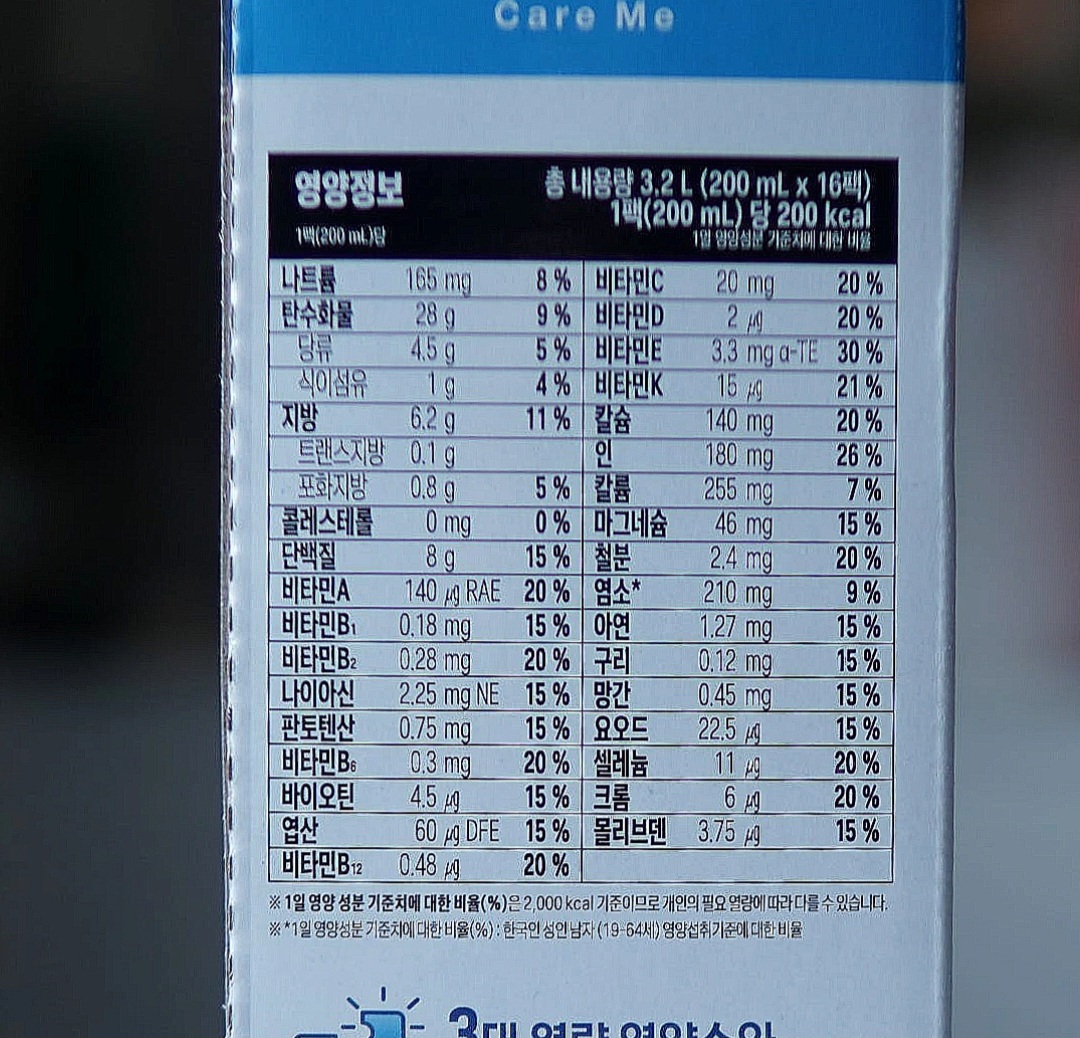 Care Me
영양정보
총 내용량 3.2 L (200 mL x 16팩)
1팩(200 mL) 당 200 kcal
1팩(200 mL)당
1일 영양성분 기준치에 대한 비율
나트륨 165 mg 8 %
탄수화물 28 g 9 %
당류 4.5 g 5 %
식이섬유 1 g 4 %
지방 6.2 g 11 %
트랜스지방 0.1 g
포화지방 0.8 g 5 %
콜레스테롤 0 mg 0 %
단백질 8 g 15 %
비타민A 140 ㎍ RAE 20 %
비타민B₁ 0.18 mg 15 %
비타민B₂ 0.28 mg 20 %
나이아신 2.25 mg NE 15 %
판토텐산 0.75 mg 15 %
비타민B₆ 0.3 mg 20 %
바이오틴 4.5 ㎍ 15 %
엽산 60 ㎍ DFE 15 %
비타민B₁₂ 0.48 ㎍ 20 %
비타민C 20 mg 20 %
비타민D 2 ㎍ 20 %
비타민E 3.3 mg α-TE 30 %
비타민K 15 ㎍ 21 %
칼슘 140 mg 20 %
인 180 mg 26 %
칼륨 255 mg 7 %
마그네슘 46 mg 15 %
철분 2.4 mg 20 %
염소* 210 mg 9 %
아연 1.27 mg 15 %
구리 0.12 mg 15 %
망간 0.45 mg 15 %
요오드 22.5 ㎍ 15 %
셀레늄 11 ㎍ 20 %
크롬 6 ㎍ 20 %
몰리브덴 3.75 ㎍ 15 %
※ 1일 영양 성분 기준치에 대한 비율(%)은 2,000 kcal 기준이므로 개인의 필요 열량에 따라 다를 수 있습니다.
※ *1일 영양성분 기준치에 대한 비율(%) : 한국인 성인 남자 (19-64세) 영양섭취기준에 대한 비율
3대 열량 영양소와